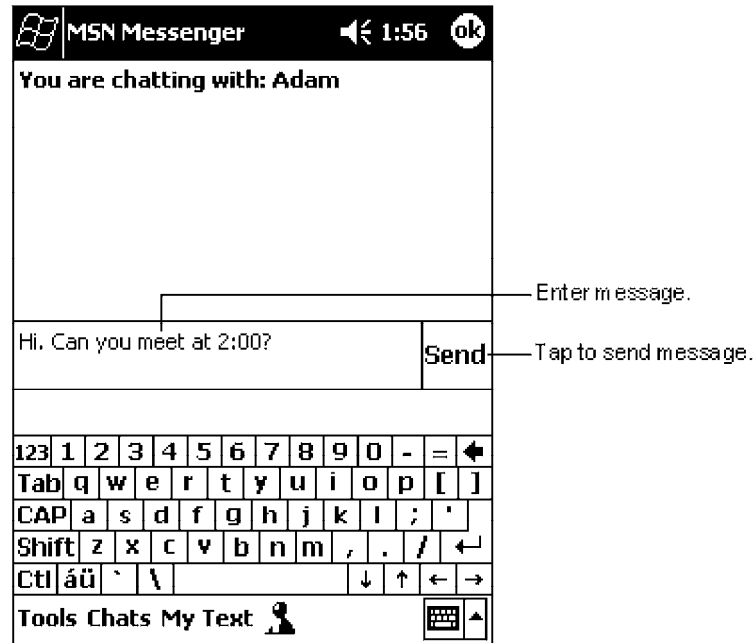 MSN Messenger 1:56 ok
You are chatting with: Adam
Enter message.
Hi. Can you meet at 2:00?
Send
Tap to send message.
123 1 2 3 4 5 6 7 8 9 0 - = 🡄
Tab q w e r t y u i o p [ ]
CAP a s d f g h j k l ; '
Shift z x c v b n m , . / ↵
Ctl áü ` \ ↓ ↑ ← →
Tools Chats My Text